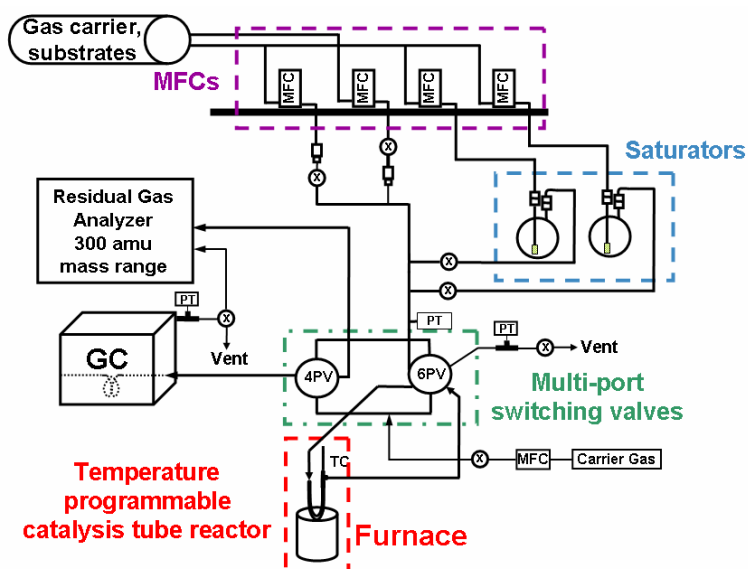 Gas carrier,
substrates
MFCs
MFC
MFC
MFC
MFC
X
X
Saturators
Residual Gas
Analyzer
300 amu
mass range
X
X
PT
X
Vent
PT
PT
X
Vent
GC
4PV
6PV
Multi-port
switching valves
TC
X
MFC
Carrier Gas
Temperature
programmable
catalysis tube reactor
Furnace